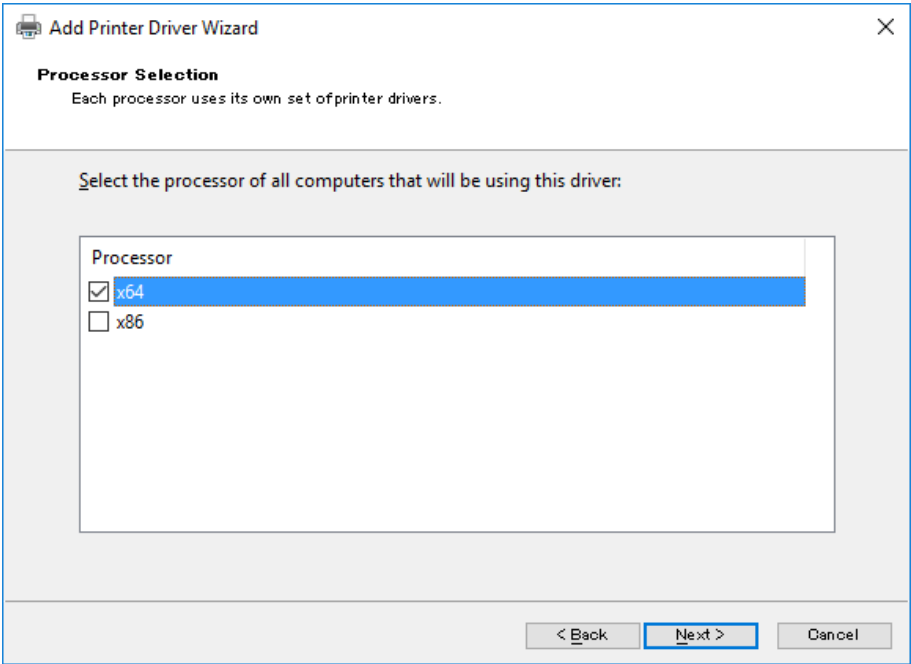 Add Printer Driver Wizard
Processor Selection
Each processor uses its own set of printer drivers.
Select the processor of all computers that will be using this driver:
Processor
x64
x86
< Back
Next >
Cancel